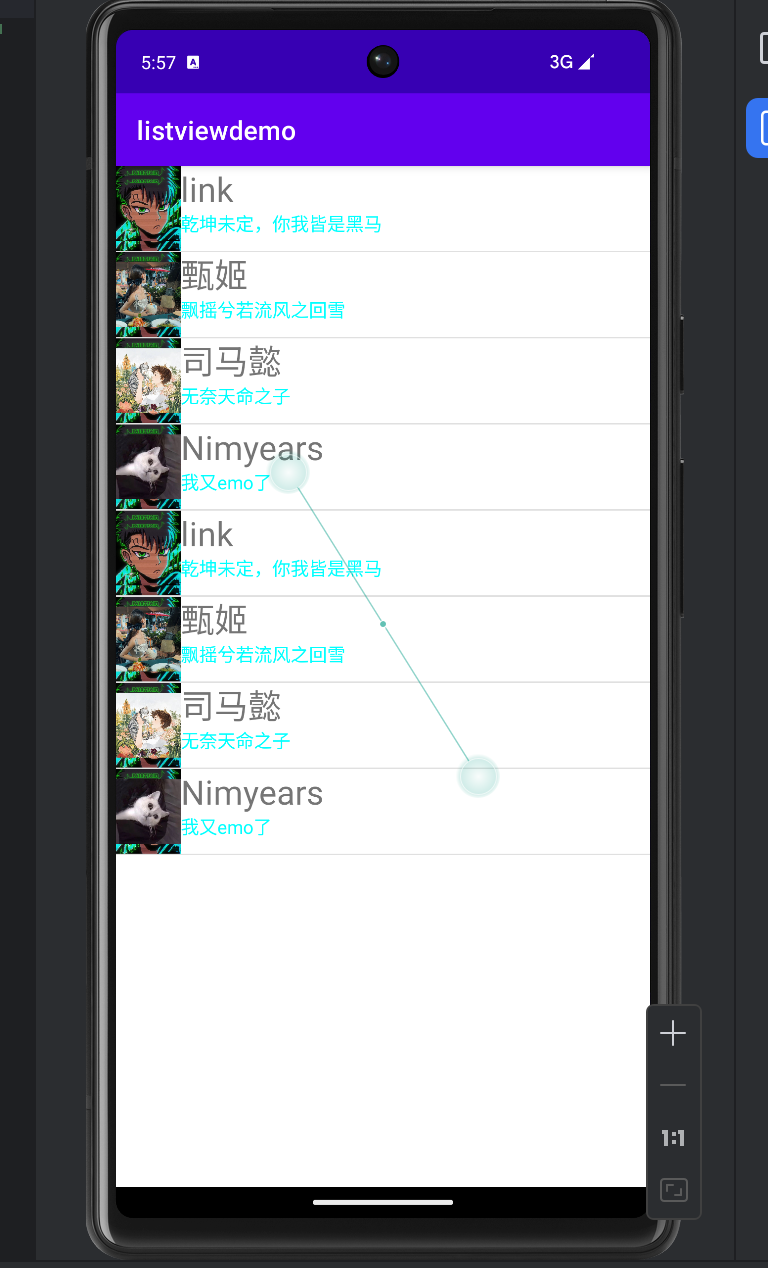 5:57 A 3G
listviewdemo
link
乾坤未定，你我皆是黑马
甄姬
飘摇兮若流风之回雪
司马懿
无奈天命之子
Nimyears
我又emo了
link
乾坤未定，你我皆是黑马
甄姬
飘摇兮若流风之回雪
司马懿
无奈天命之子
Nimyears
我又emo了
1:1